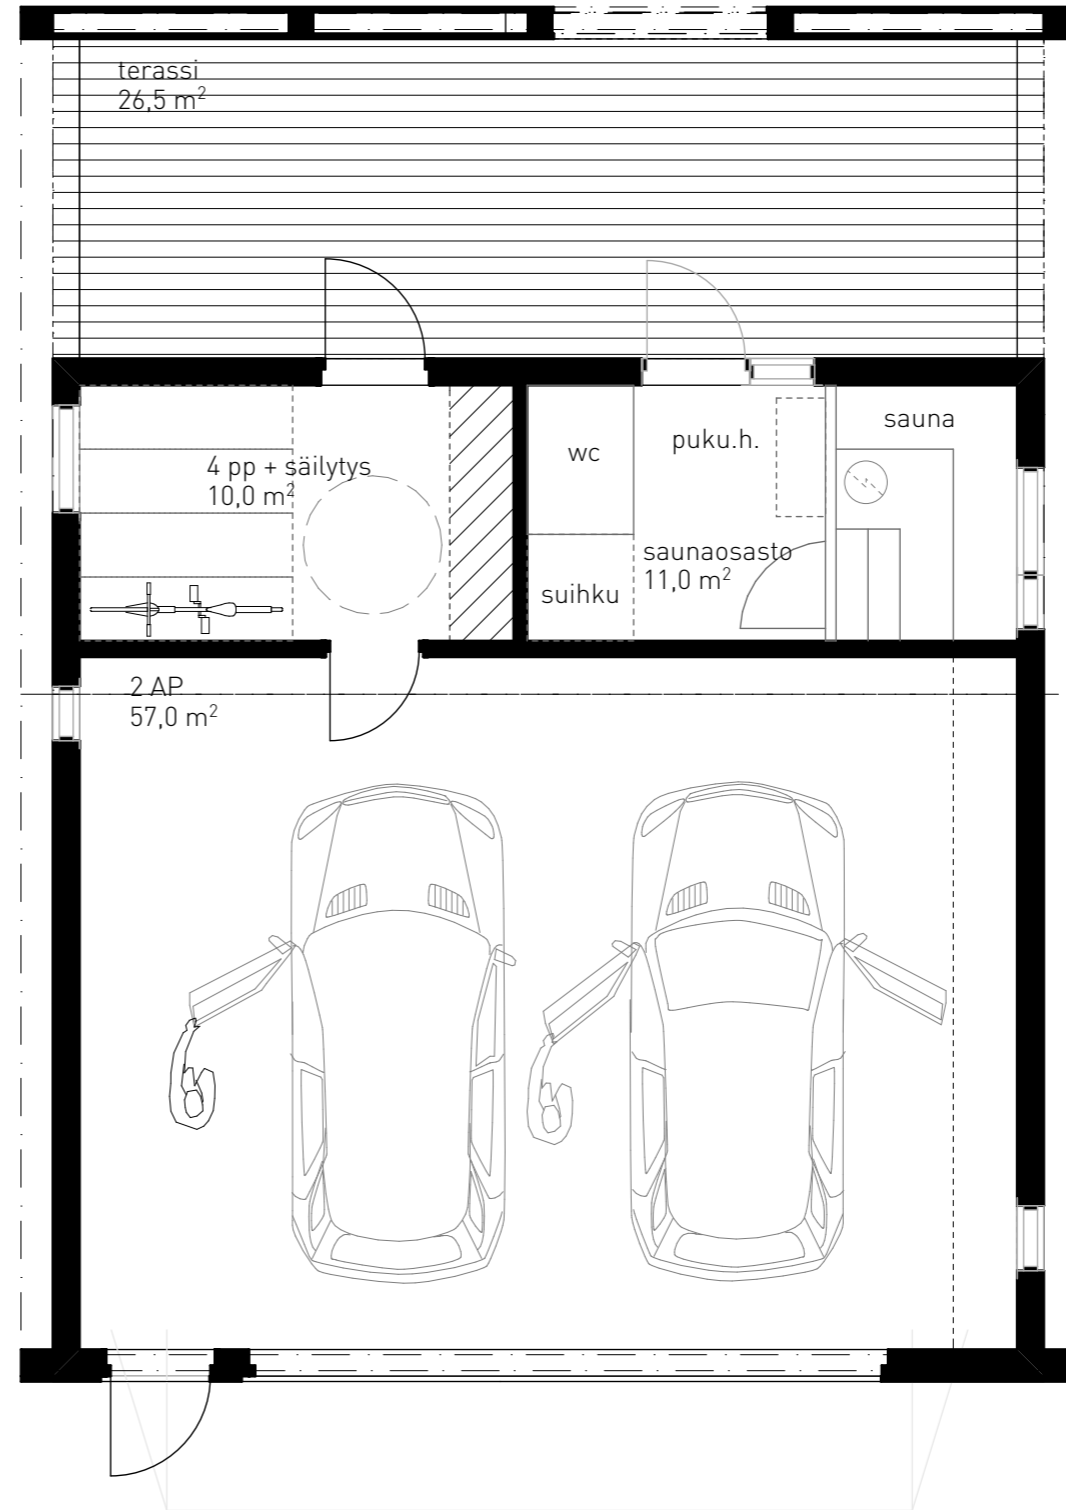 terassi
26,5 m²
sauna
puku.h.
wc
4 pp + säilytys
10,0 m²
saunaosasto
11,0 m²
suihku
2 AP
57,0 m²